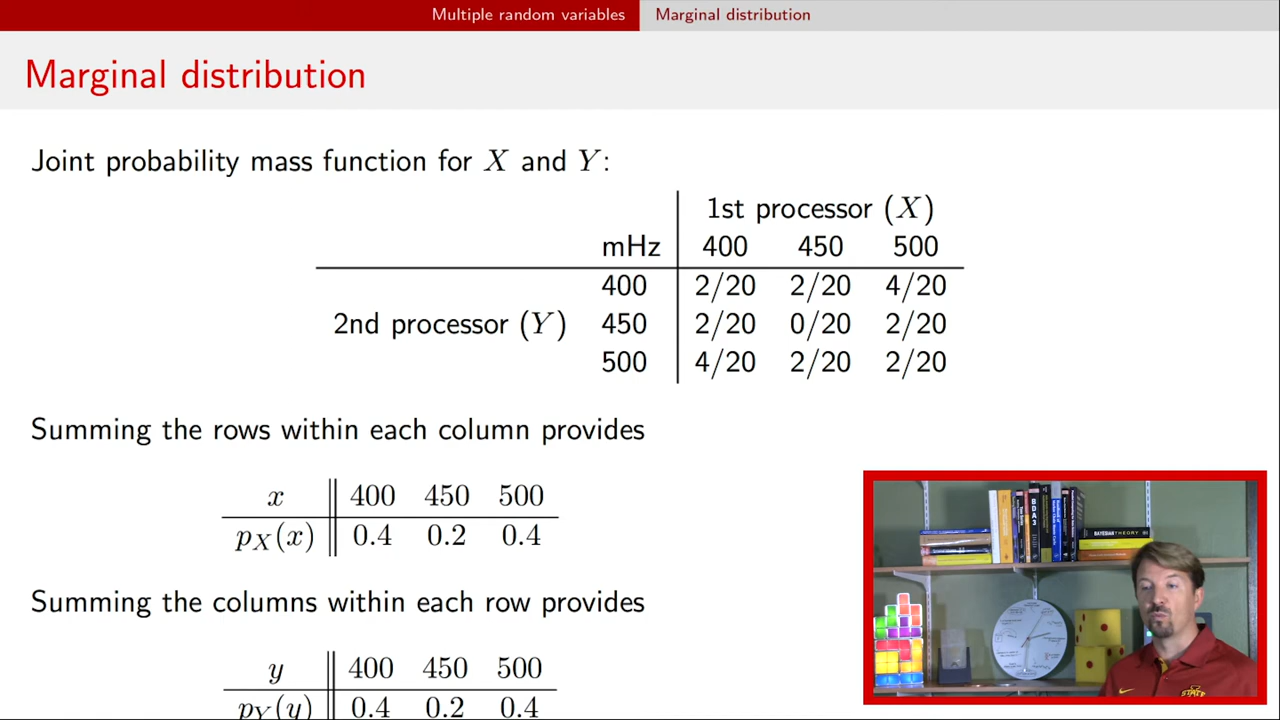 Multiple random variables Marginal distribution
Marginal distribution
Joint probability mass function for X and Y:
1st processor (X)
mHz 400 450 500
400 2/20 2/20 4/20
2nd processor (Y) 450 2/20 0/20 2/20
500 4/20 2/20 2/20
Summing the rows within each column provides
x 400 450 500
pX(x) 0.4 0.2 0.4
Summing the columns within each row provides
y 400 450 500
pY(y) 0.4 0.2 0.4
BDA3
BAYESIAN THEORY
STATE